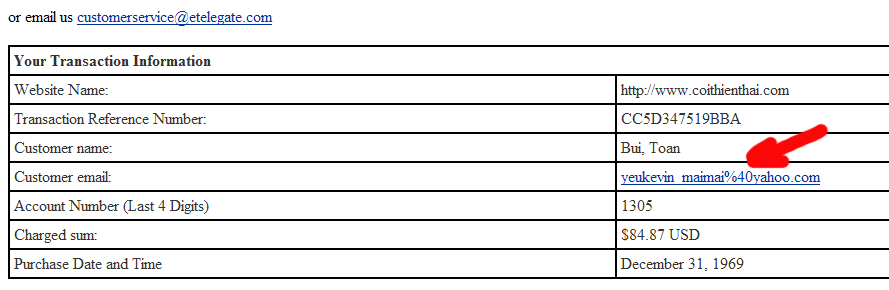 or email us customerservice@etelegate.com
Your Transaction Information
Website Name: http://www.coithienthai.com
Transaction Reference Number: CC5D347519BBA
Customer name: Bui, Toan
Customer email: yeukevin_maimai%40yahoo.com
Account Number (Last 4 Digits) 1305
Charged sum: $84.87 USD
Purchase Date and Time December 31, 1969